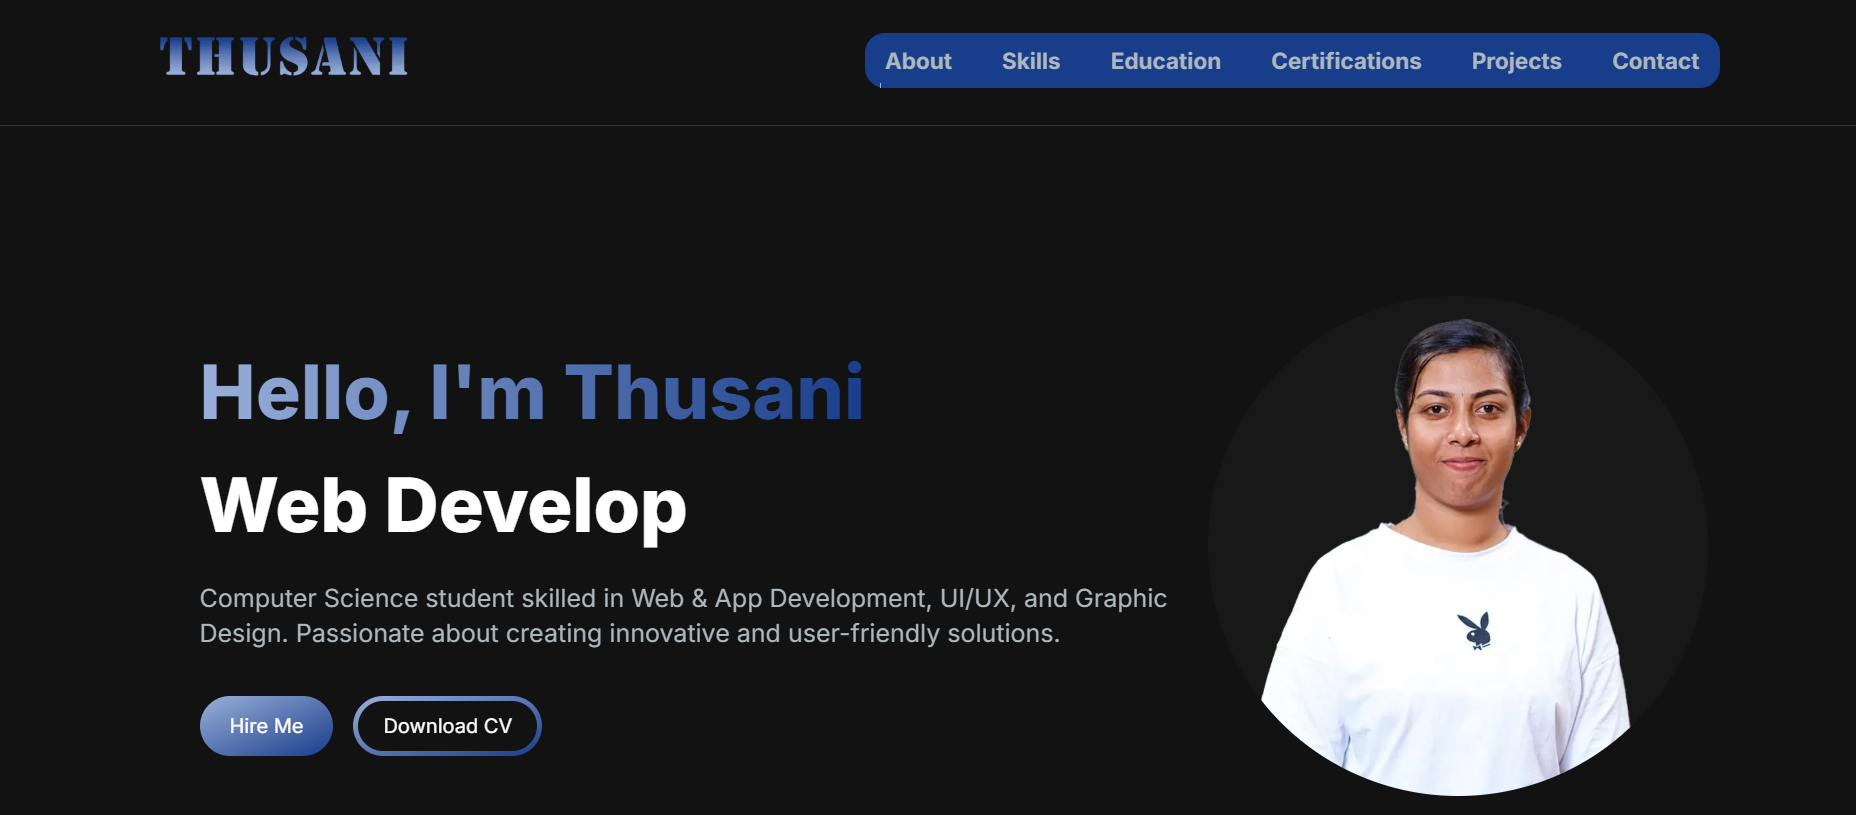 THUSANI
About Skills Education Certifications Projects Contact
Hello, I'm Thusani
Web Develop
Computer Science student skilled in Web & App Development, UI/UX, and Graphic
Design. Passionate about creating innovative and user-friendly solutions.
Hire Me Download CV